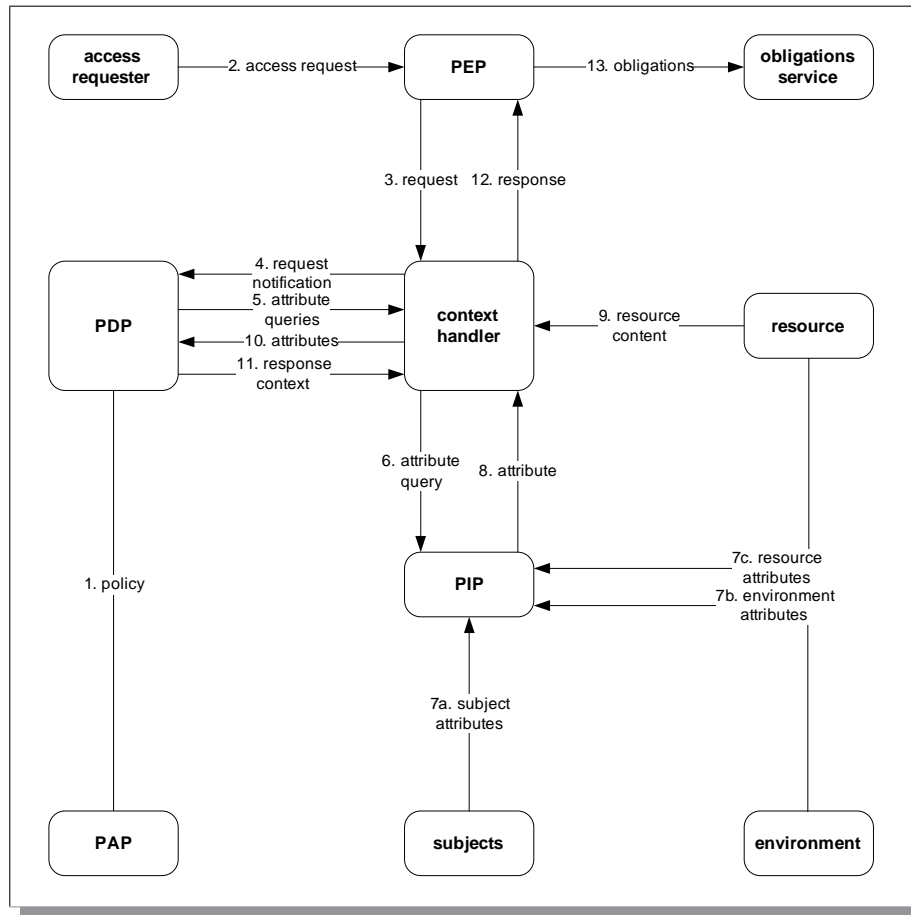 access
requester
2. access request
PEP
13. obligations
obligations
service
3. request
12. response
4. request
notification
5. attribute
queries
10. attributes
11. response
context
PDP
context
handler
9. resource
content
resource
6. attribute
query
8. attribute
1. policy
PIP
7c. resource
attributes
7b. environment
attributes
7a. subject
attributes
PAP
subjects
environment